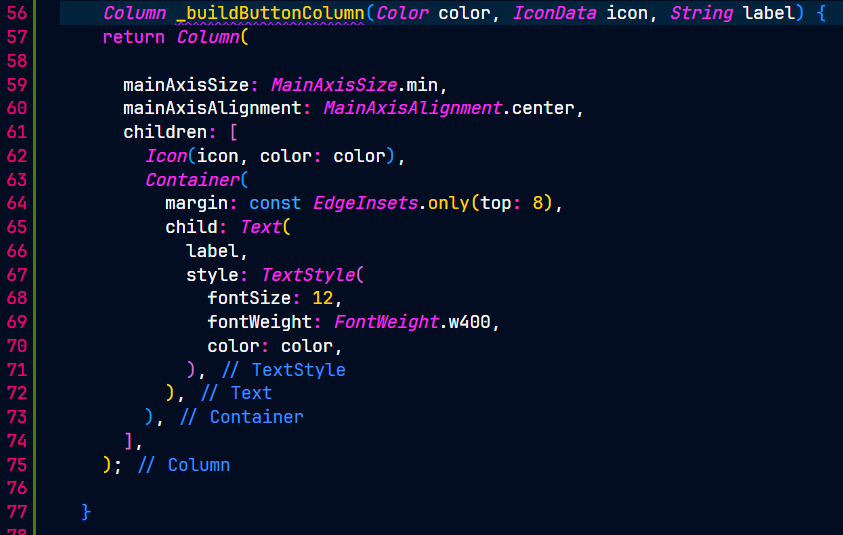 56 Column _buildButtonColumn(Color color, IconData icon, String label) {
57 return Column(
58
59 mainAxisSize: MainAxisSize.min,
60 mainAxisAlignment: MainAxisAlignment.center,
61 children: [
62 Icon(icon, color: color),
63 Container(
64 margin: const EdgeInsets.only(top: 8),
65 child: Text(
66 label,
67 style: TextStyle(
68 fontSize: 12,
69 fontWeight: FontWeight.w400,
70 color: color,
71 ), // TextStyle
72 ), // Text
73 ), // Container
74 ],
75 ); // Column
76
77 }
78